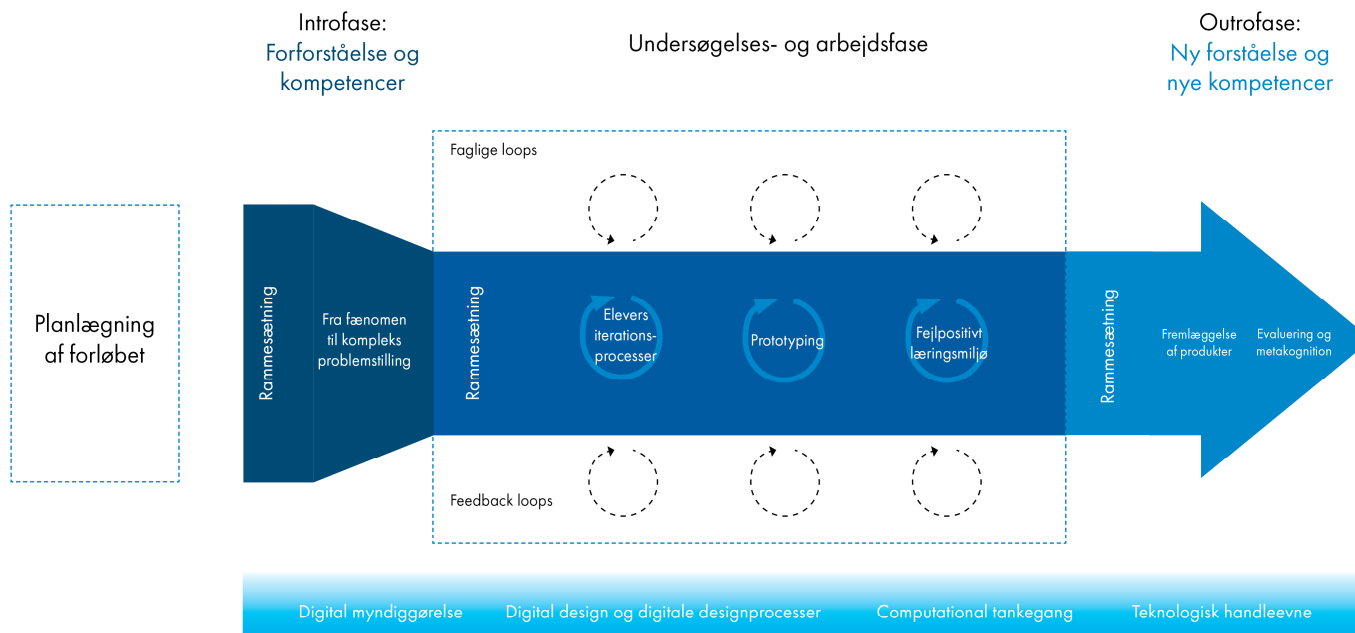 Introfase:
Forforståelse og
kompetencer
Undersøgelses- og arbejdsfase
Outrofase:
Ny forståelse og
nye kompetencer
Planlægning
af forløbet
Rammesætning
Fra fænomen
til kompleks
problemstilling
Faglige loops
Rammesætning
Elevers
iterations-
processer
Prototyping
Fejlpositivt
læringsmiljø
Feedback loops
Rammesætning
Fremlæggelse
af produkter
Evaluering og
metakognition
Digital myndiggørelse
Digital design og digitale designprocesser
Computational tankegang
Teknologisk handleevne